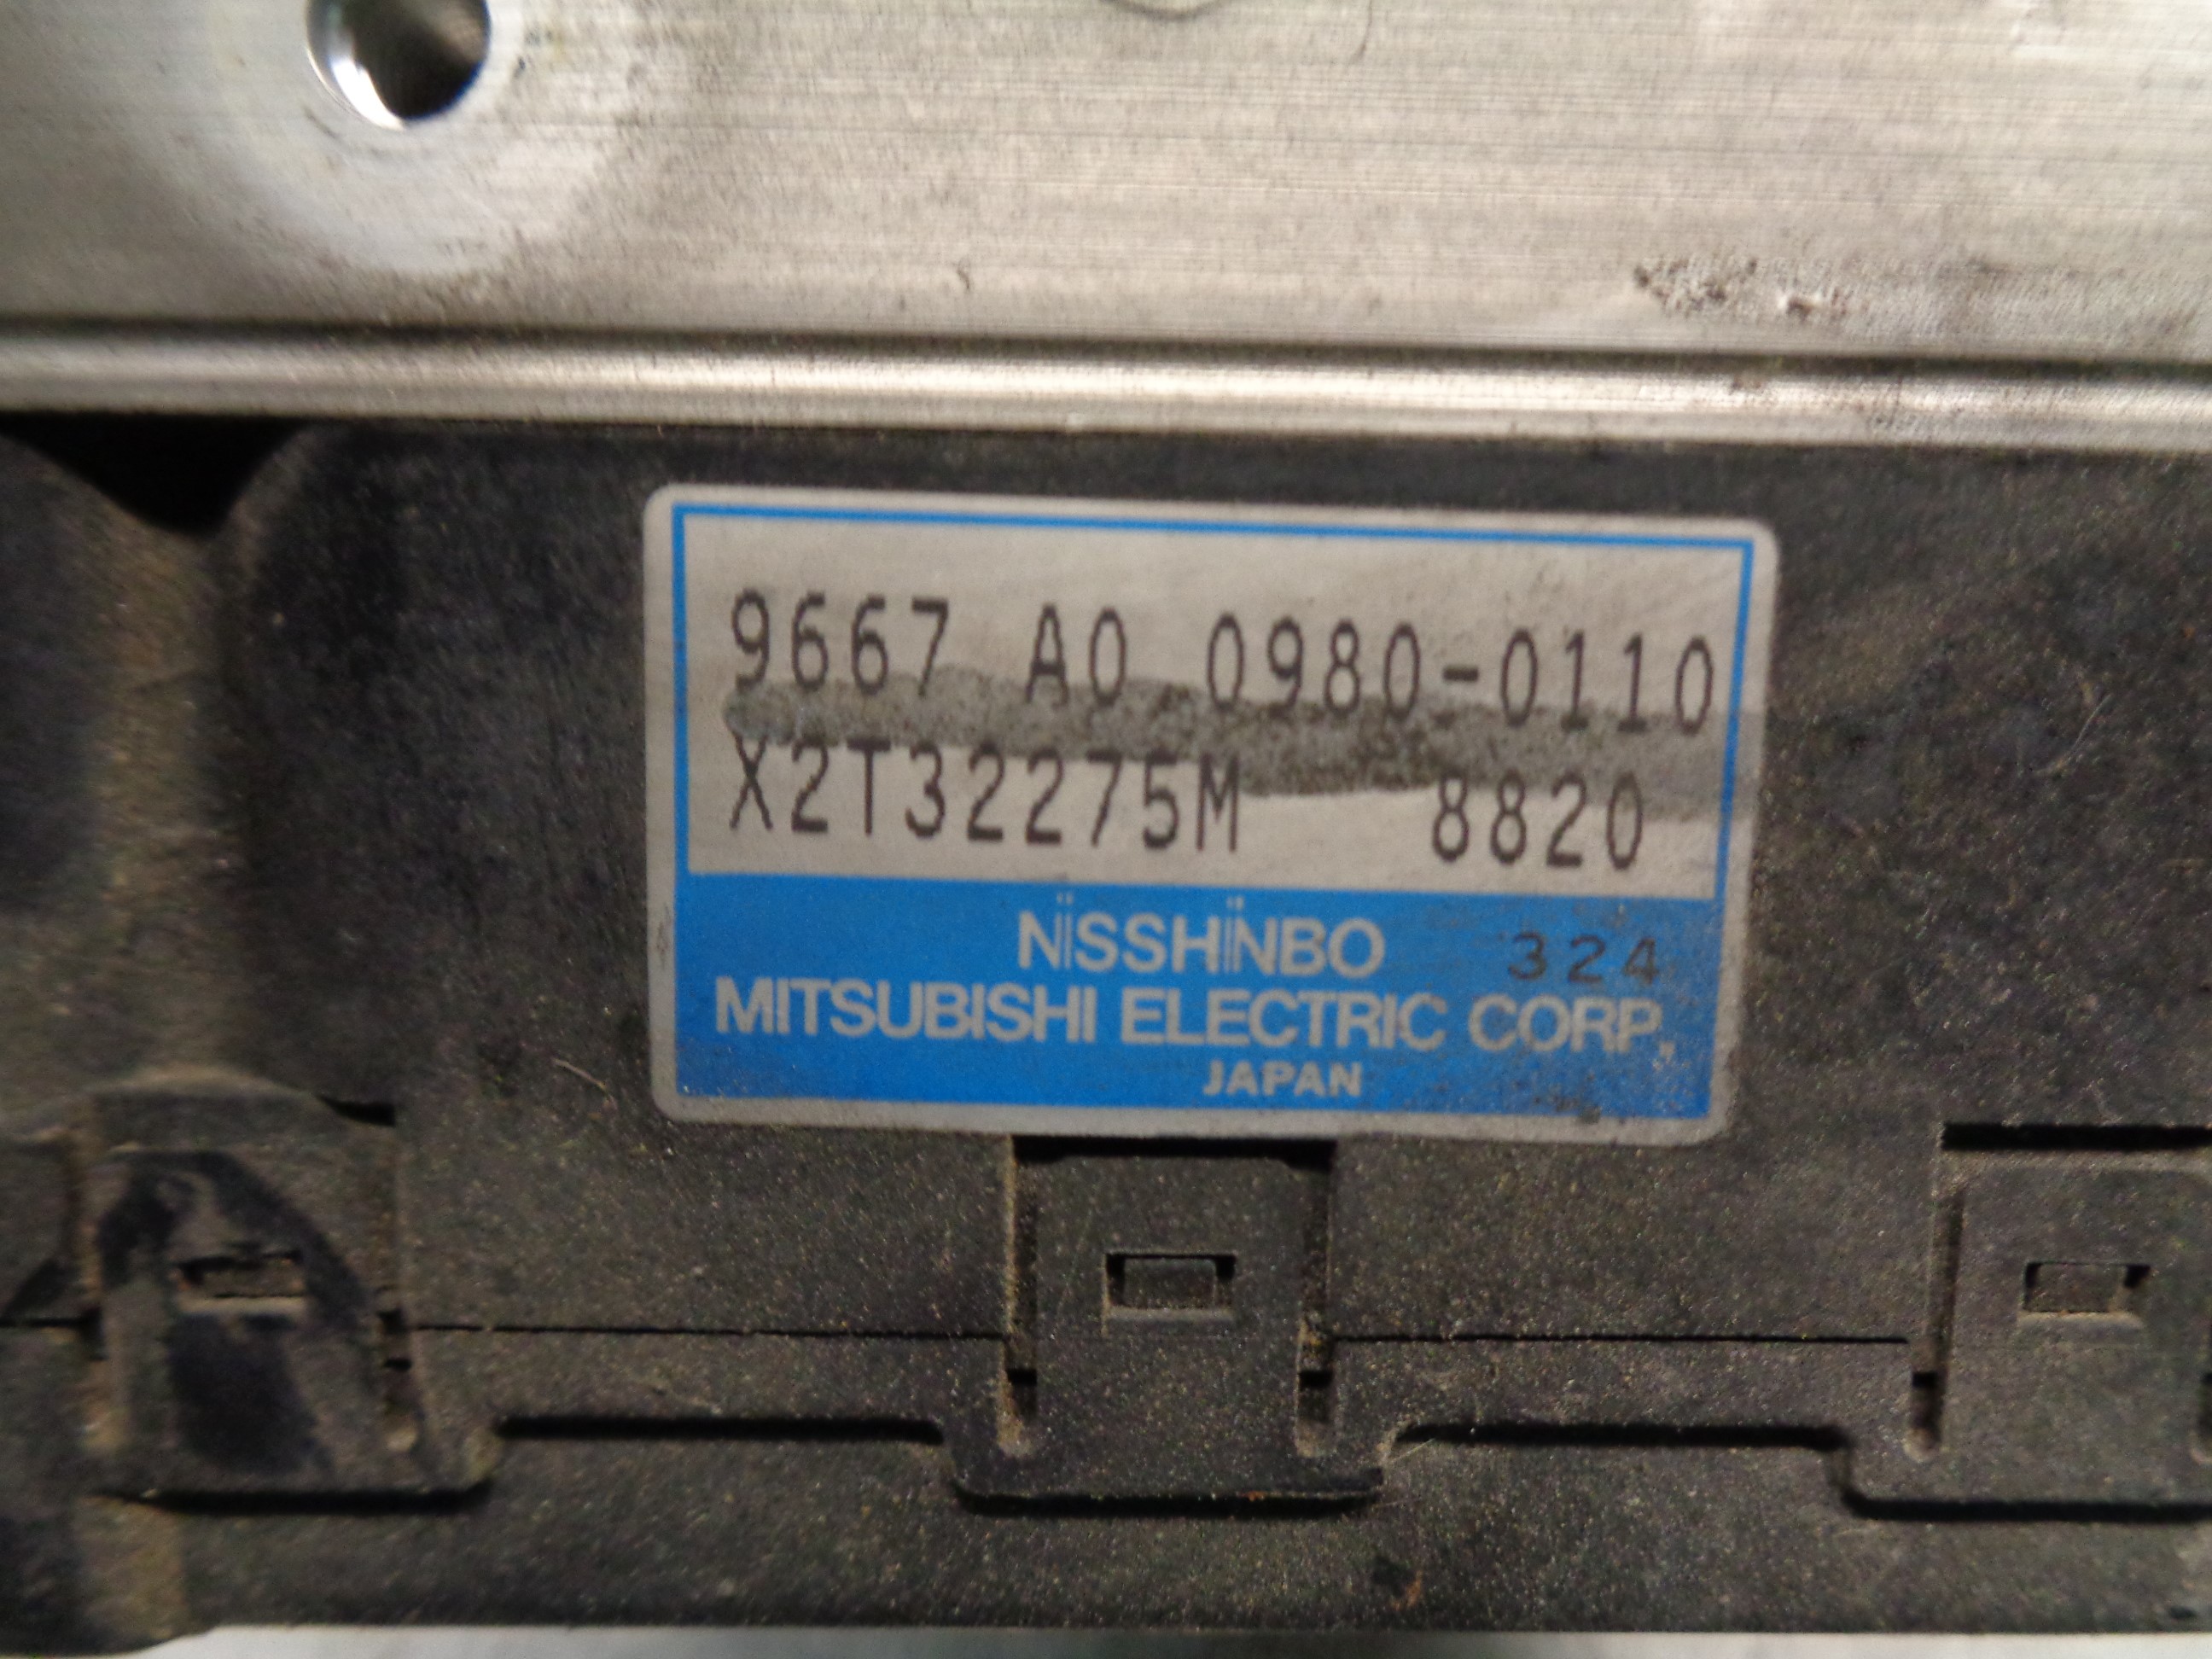 9667 A0 0980-0110
X2T32275M 8820
NISSHINBO 324
MITSUBISHI ELECTRIC CORP.
JAPAN